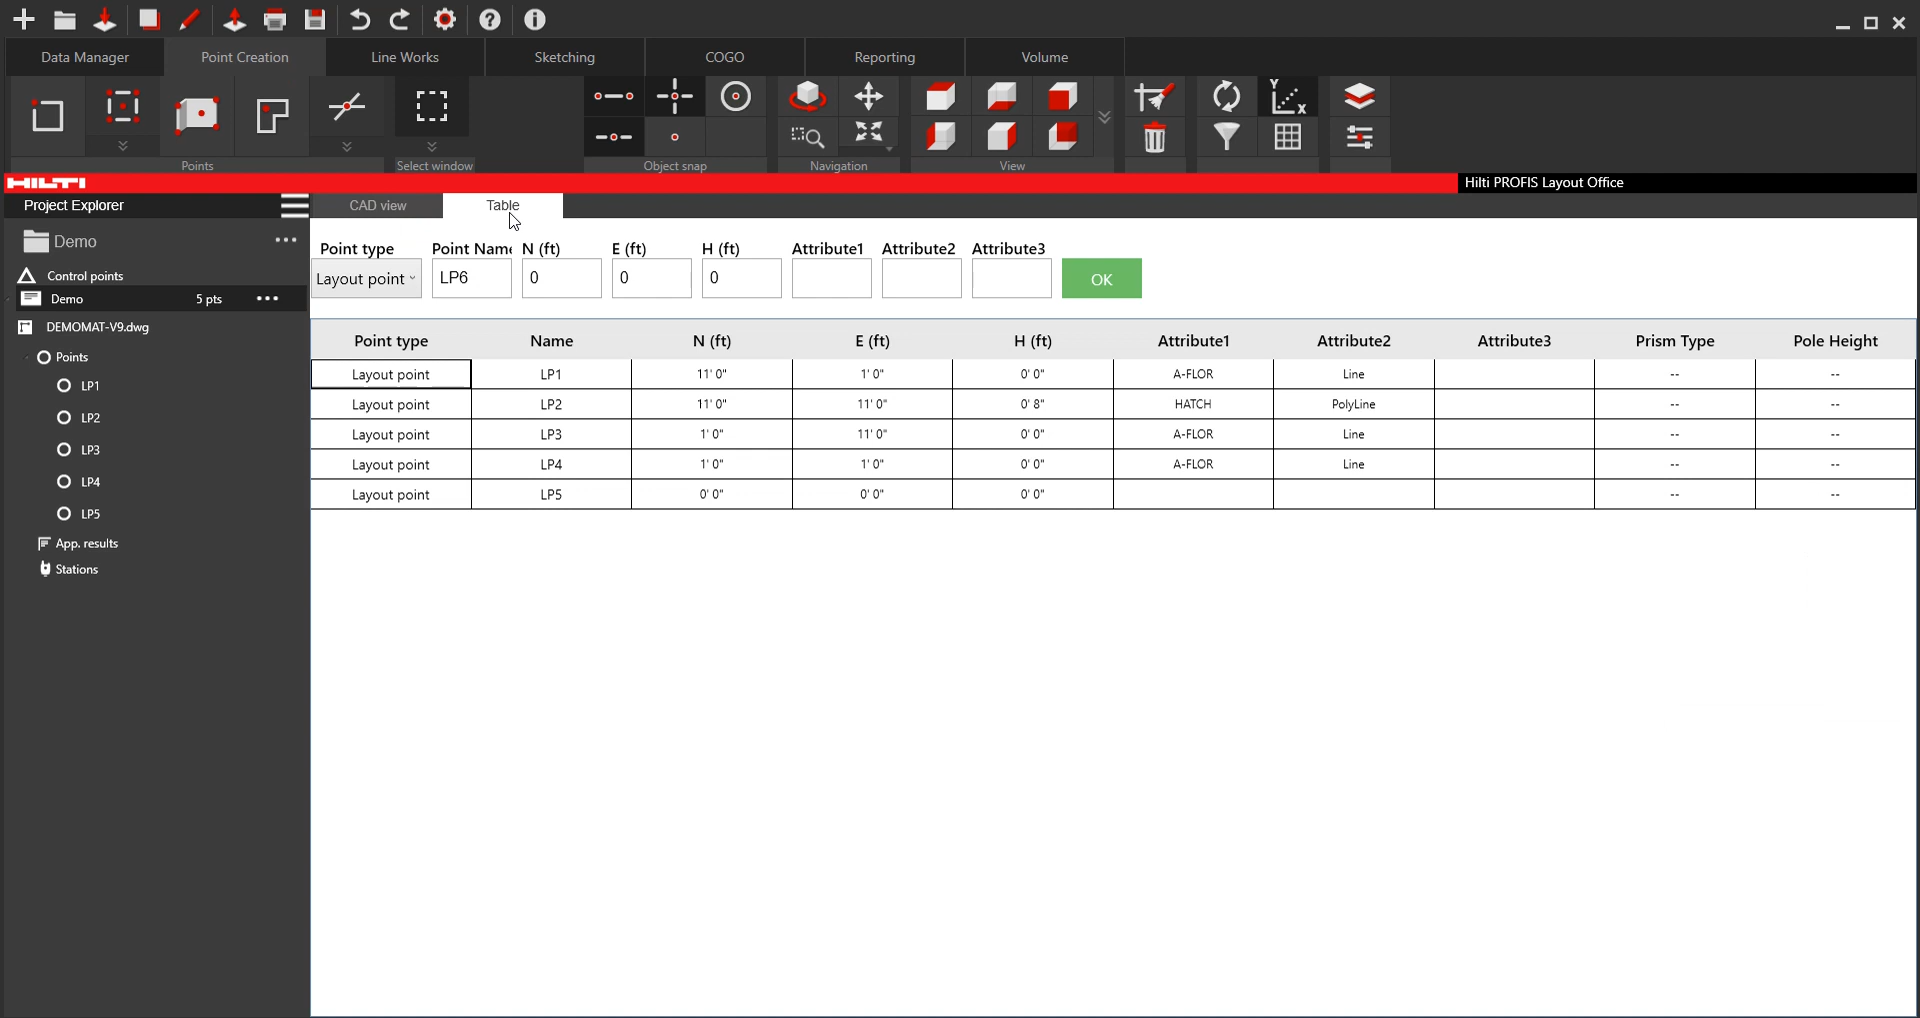 Data Manager Point Creation Line Works Sketching COGO Reporting Volume
Y
X
Points Select window Object snap Navigation View
HILTI Hilti PROFIS Layout Office
Project Explorer CAD view Table
Demo
Control points
Demo 5 pts
DEMOMAT-V9.dwg
Points
LP1
LP2
LP3
LP4
LP5
App. results
Stations
Point type Point Name N (ft) E (ft) H (ft) Attribute1 Attribute2 Attribute3
Layout point LP6 0 0 0 OK
Point type Name N (ft) E (ft) H (ft) Attribute1 Attribute2 Attribute3 Prism Type Pole Height
Layout point LP1 11' 0" 1' 0" 0' 0" A-FLOR Line -- --
Layout point LP2 11' 0" 11' 0" 0' 8" HATCH PolyLine -- --
Layout point LP3 1' 0" 11' 0" 0' 0" A-FLOR Line -- --
Layout point LP4 1' 0" 1' 0" 0' 0" A-FLOR Line -- --
Layout point LP5 0' 0" 0' 0" 0' 0" -- --